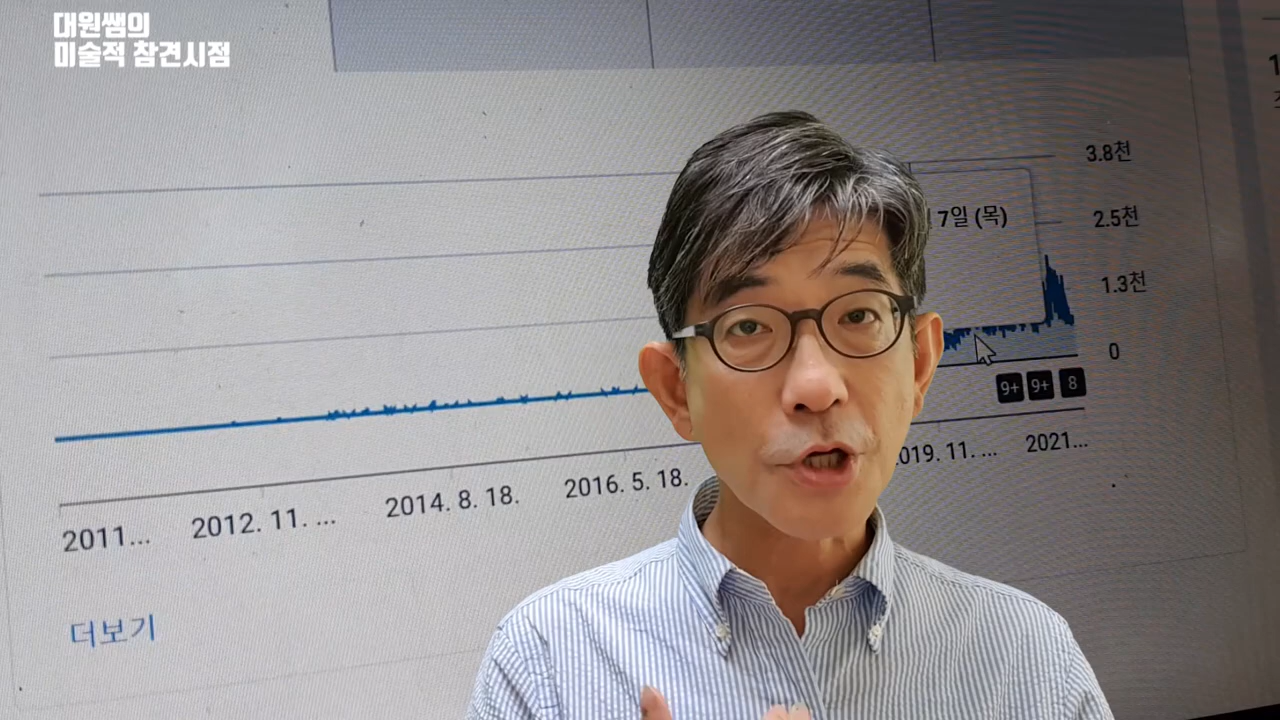 대원쌤의
미술적 참견시점
3.8천
7일 (목)
2.5천
1.3천
0
9+ 9+ 8
2011...
2012. 11. ...
2014. 8. 18.
2016. 5. 18.
019. 11. ...
2021...
더보기